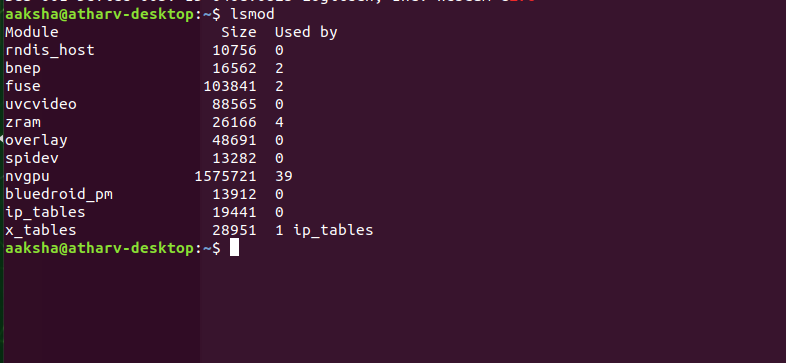 aaksha@atharv-desktop:~$ lsmod
Module                  Size  Used by
rndis_host             10756  0
bnep                   16562  2
fuse                  103841  2
uvcvideo               88565  0
zram                   26166  4
overlay                48691  0
spidev                 13282  0
nvgpu                1575721  39
bluedroid_pm           13912  0
ip_tables              19441  0
x_tables               28951  1 ip_tables
aaksha@atharv-desktop:~$